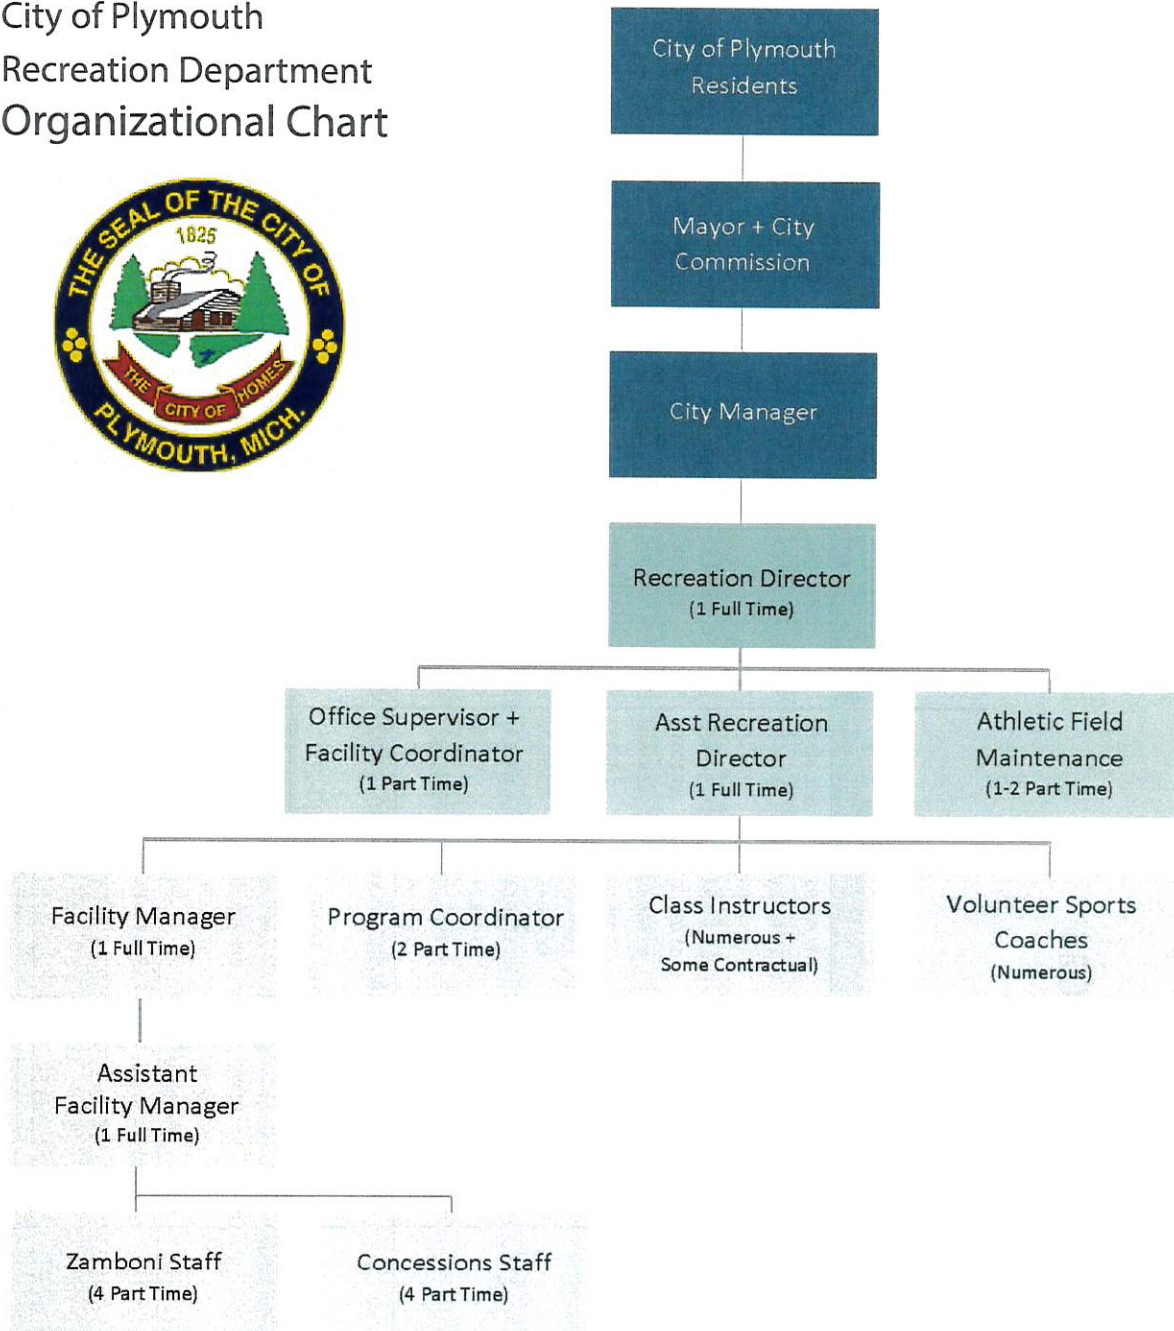 City of Plymouth
Recreation Department
Organizational Chart
THE SEAL OF THE CITY OF
PLYMOUTH, MICH.
1825
THE
CITY OF
HOMES
City of Plymouth
Residents
Mayor + City
Commission
City Manager
Recreation Director
(1 Full Time)
Office Supervisor +
Facility Coordinator
(1 Part Time)
Asst Recreation
Director
(1 Full Time)
Athletic Field
Maintenance
(1-2 Part Time)
Facility Manager
(1 Full Time)
Program Coordinator
(2 Part Time)
Class Instructors
(Numerous +
Some Contractual)
Volunteer Sports
Coaches
(Numerous)
Assistant
Facility Manager
(1 Full Time)
Zamboni Staff
(4 Part Time)
Concessions Staff
(4 Part Time)